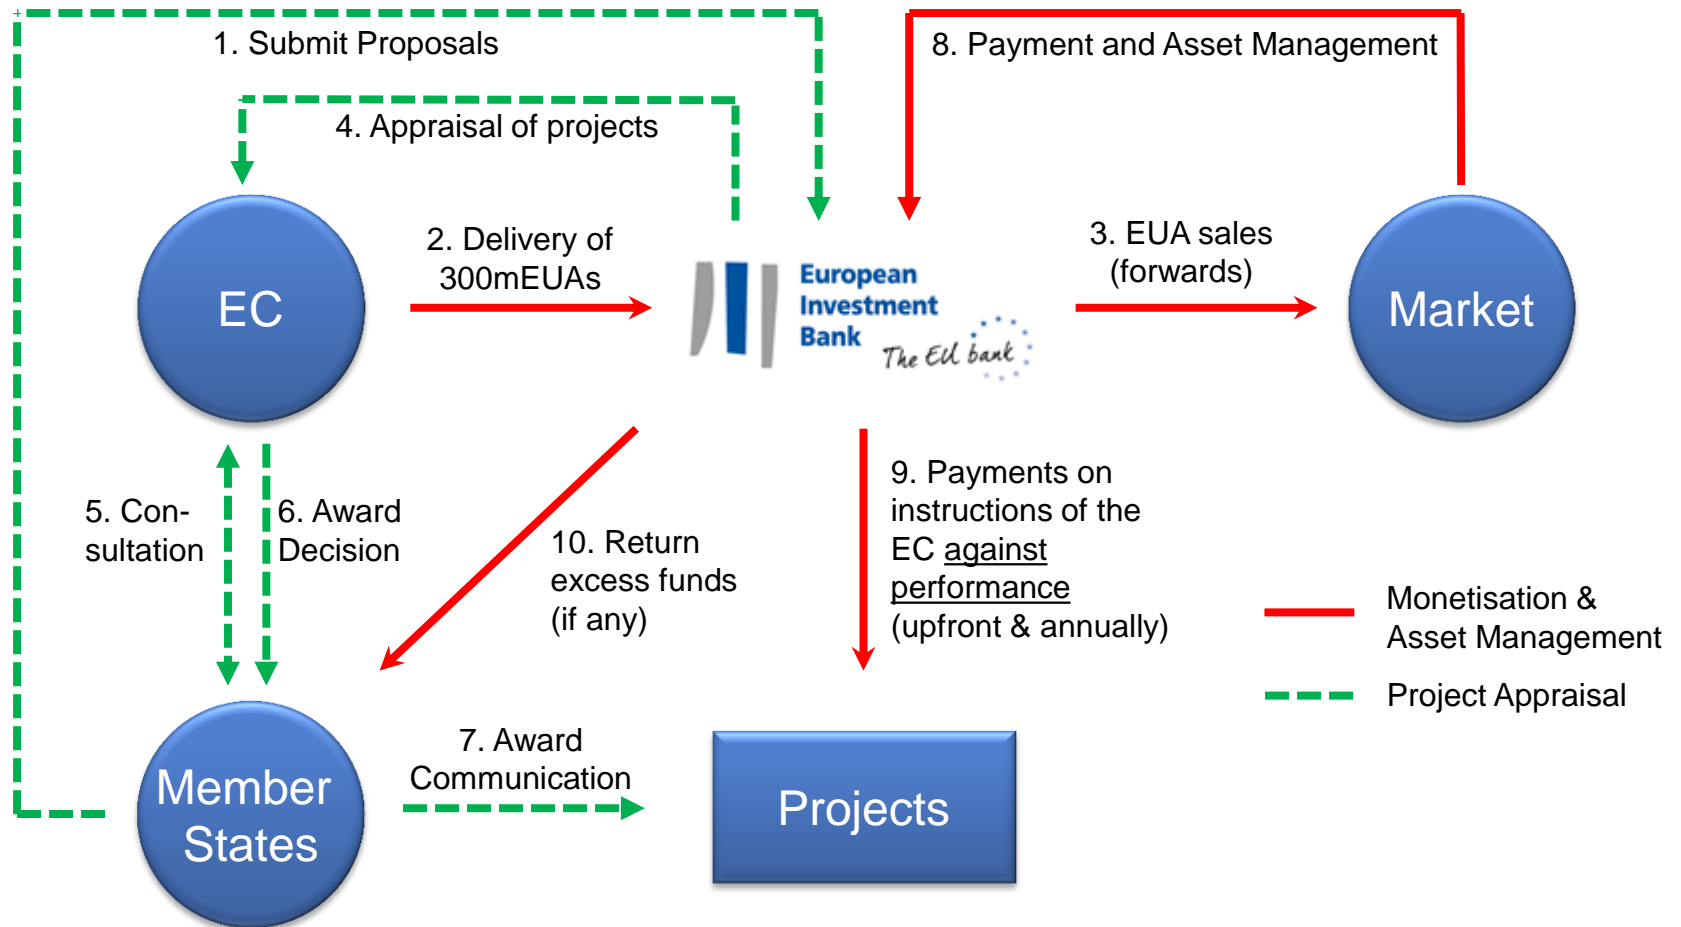 1. Submit Proposals
8. Payment and Asset Management
4. Appraisal of projects
EC
2. Delivery of
300mEUAs
European
Investment
Bank
The EU bank
3. EUA sales
(forwards)
Market
5. Con-
sultation
6. Award
Decision
10. Return
excess funds
(if any)
9. Payments on
instructions of the
EC against
performance
(upfront & annually)
Monetisation &
Asset Management
Project Appraisal
Member
States
7. Award
Communication
Projects